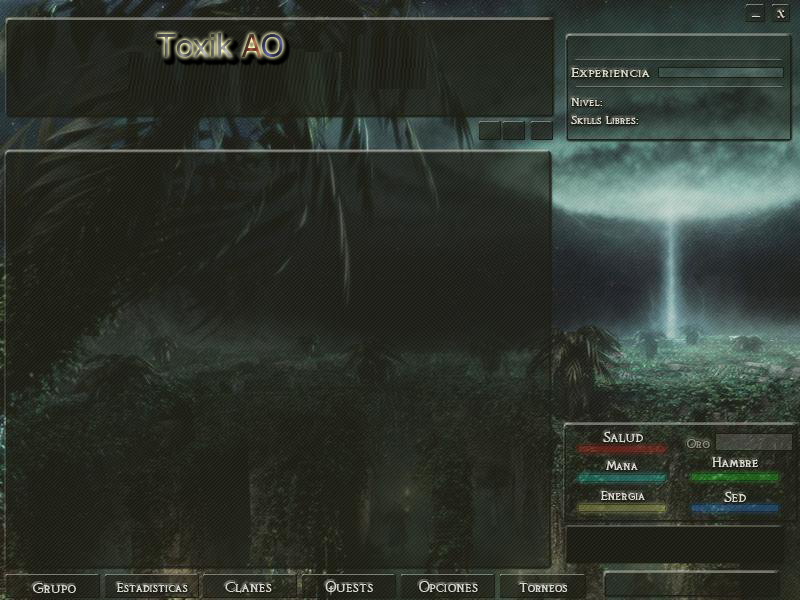 _ X
Toxik AO
Experiencia
Nivel:
Skills Libres:
Salud
Oro
Mana
Hambre
Energia
Sed
Grupo Estadisticas Clanes Quests Opciones Torneos